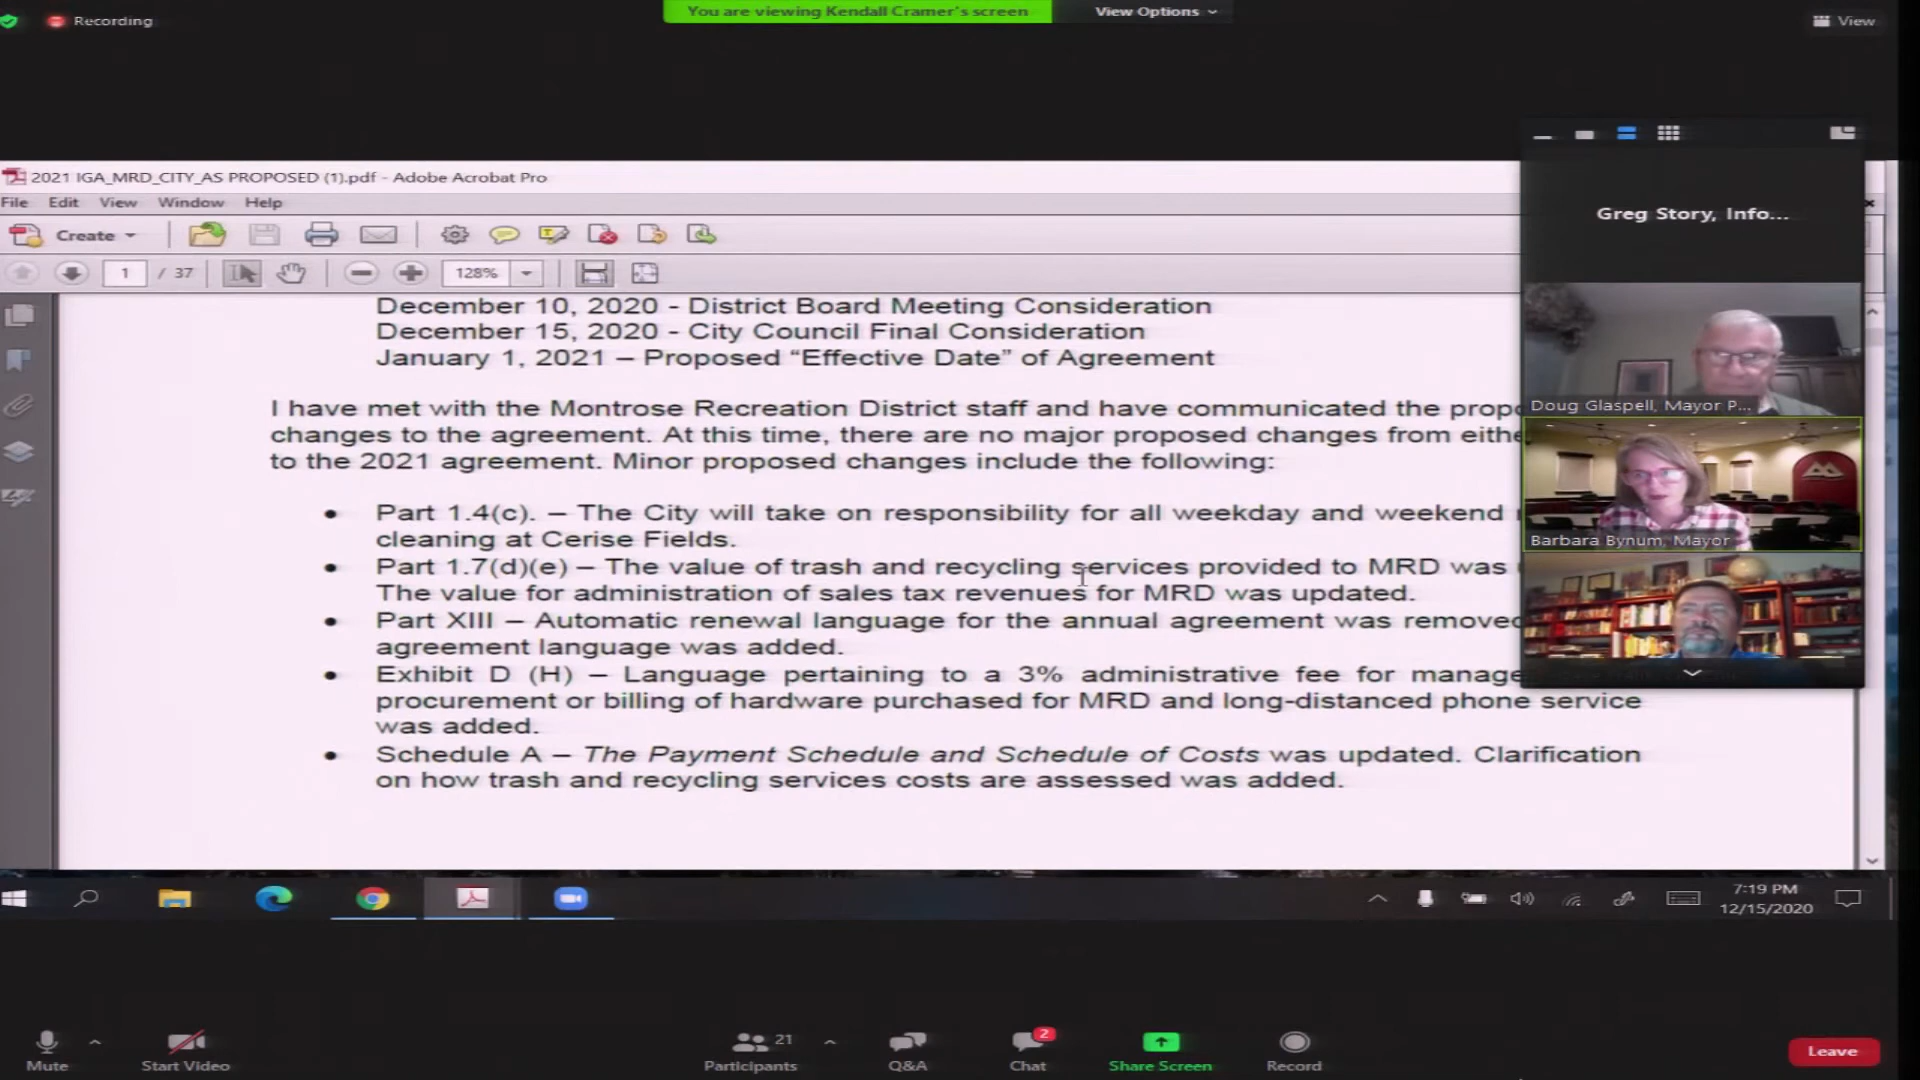 Recording
You are viewing Kendall Cramer's screen
View Options
View
2021 IGA_MRD_CITY_AS PROPOSED (1).pdf - Adobe Acrobat Pro
File Edit View Window Help
Create
1 / 37
128%
Greg Story, Info...
Doug Glaspell, Mayor P...
Barbara Bynum, Mayor
December 10, 2020 - District Board Meeting Consideration
December 15, 2020 - City Council Final Consideration
January 1, 2021 – Proposed “Effective Date” of Agreement
I have met with the Montrose Recreation District staff and have communicated the
changes to the agreement. At this time, there are no major proposed changes from
to the 2021 agreement. Minor proposed changes include the following:
• Part 1.4(c). – The City will take on responsibility for all weekday and weekend
cleaning at Cerise Fields.
• Part 1.7(d)(e) – The value of trash and recycling services provided to MRD was
The value for administration of sales tax revenues for MRD was updated.
• Part XIII – Automatic renewal language for the annual agreement was remove
agreement language was added.
• Exhibit D (H) – Language pertaining to a 3% administrative fee for
procurement or billing of hardware purchased for MRD and long-distanced phone service
was added.
• Schedule A – The Payment Schedule and Schedule of Costs was updated. Clarification
on how trash and recycling services costs are assessed was added.
7:19 PM
12/15/2020
Mute
Start Video
Participants
21
Q&A
Chat
2
Share Screen
Record
Leave